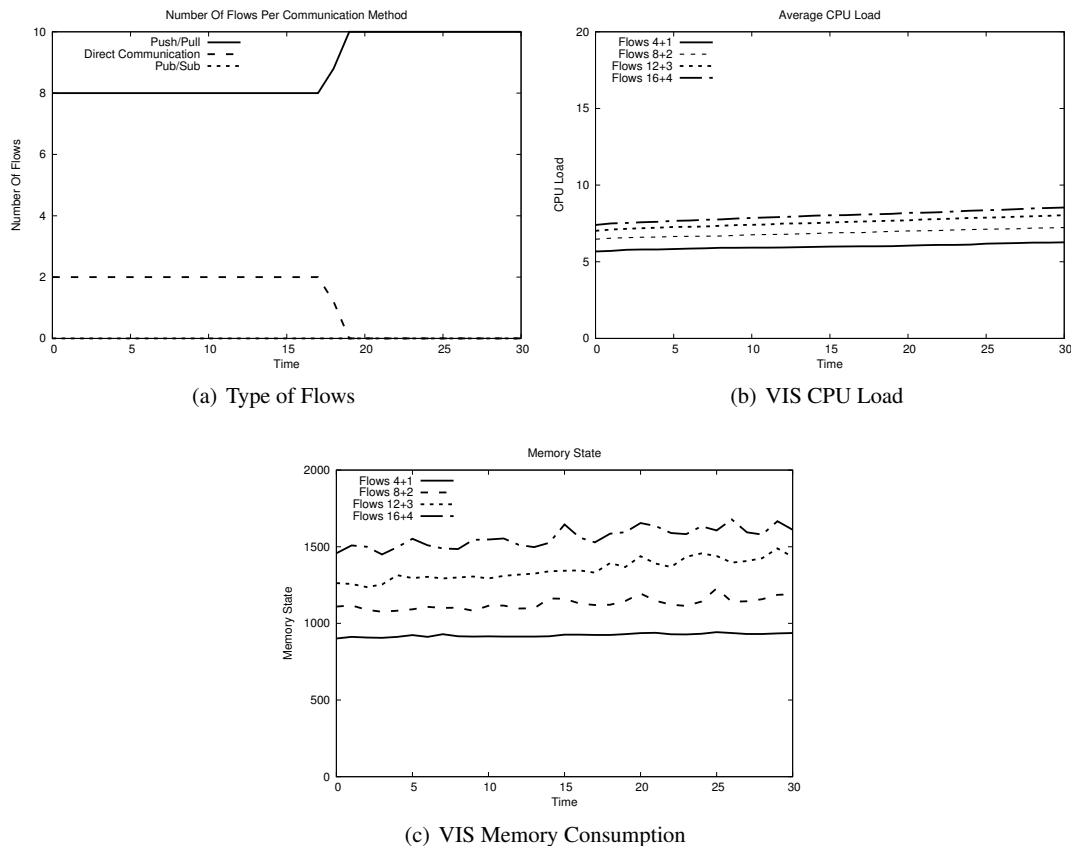 Number Of Flows Per Communication Method
10
8
6
4
2
0
Number Of Flows
Push/Pull
Direct Communication
Pub/Sub
0 5 10 15 20 25 30
Time
(a) Type of Flows
Average CPU Load
20
15
10
5
0
CPU Load
Flows 4+1
Flows 8+2
Flows 12+3
Flows 16+4
0 5 10 15 20 25 30
Time
(b) VIS CPU Load
Memory State
2000
1500
1000
500
0
Memory State
Flows 4+1
Flows 8+2
Flows 12+3
Flows 16+4
0 5 10 15 20 25 30
Time
(c) VIS Memory Consumption